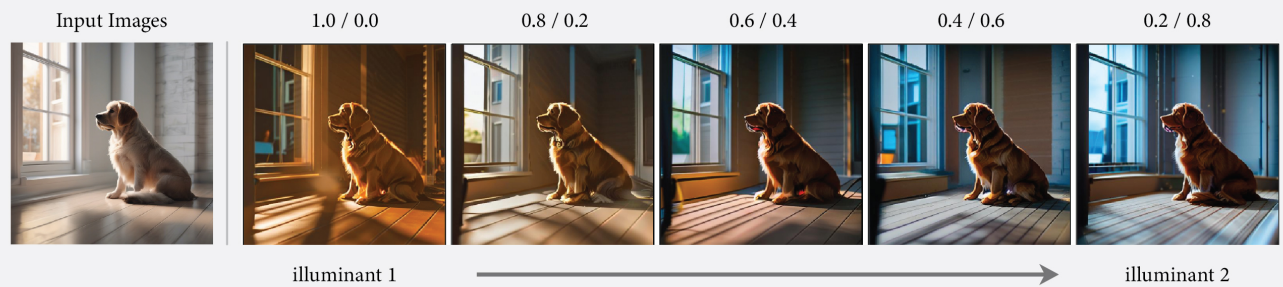 Input Images
1.0 / 0.0
0.8 / 0.2
0.6 / 0.4
0.4 / 0.6
0.2 / 0.8
illuminant 1
illuminant 2